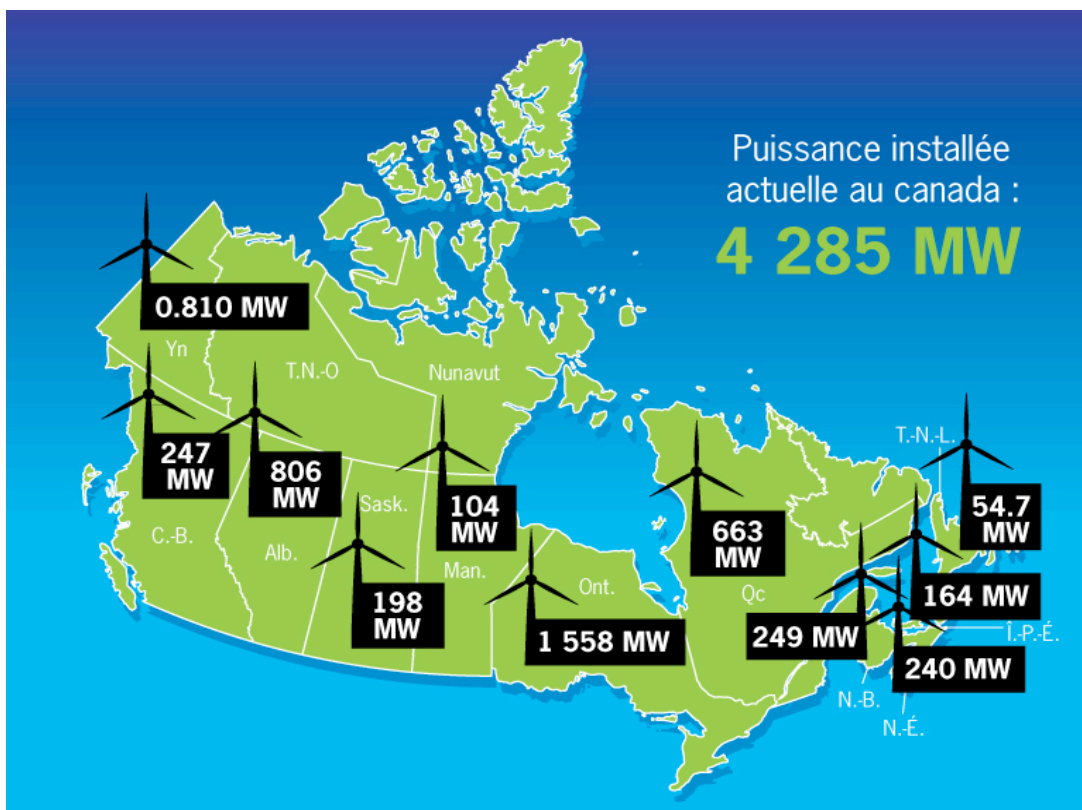 Puissance installée
actuelle au canada :
4 285 MW
0.810 MW
Yn
T.N.-O
Nunavut
247
MW
806
MW
104
MW
Sask.
198
MW
C.-B.
Alb.
Man.
Ont.
1 558 MW
663
MW
Qc
T.-N.-L.
54.7
MW
164 MW
249 MW
Î.-P.-É.
240 MW
N.-B.
N.-É.